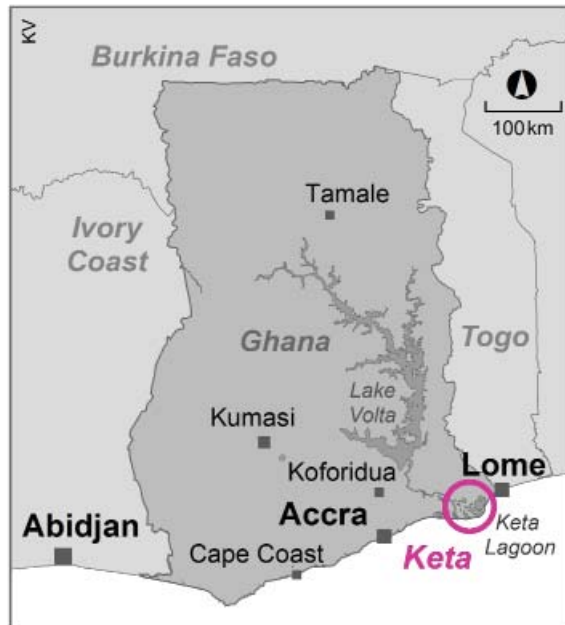 KV
Burkina Faso
100 km
Tamale
Ivory
Coast
Ghana
Togo
Lake
Volta
Kumasi
Koforidua
Lome
Abidjan
Accra
Keta
Lagoon
Cape Coast
Keta